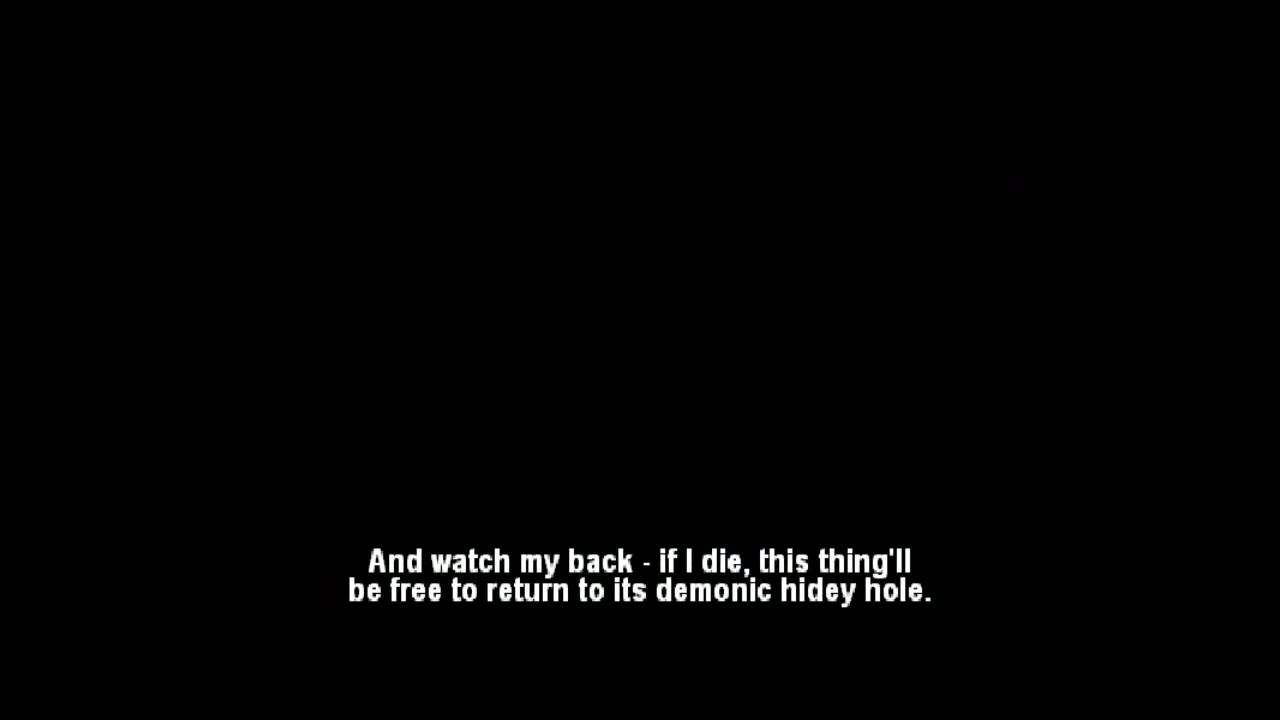 And watch my back - if I die, this thing'll
be free to return to its demonic hidey hole.